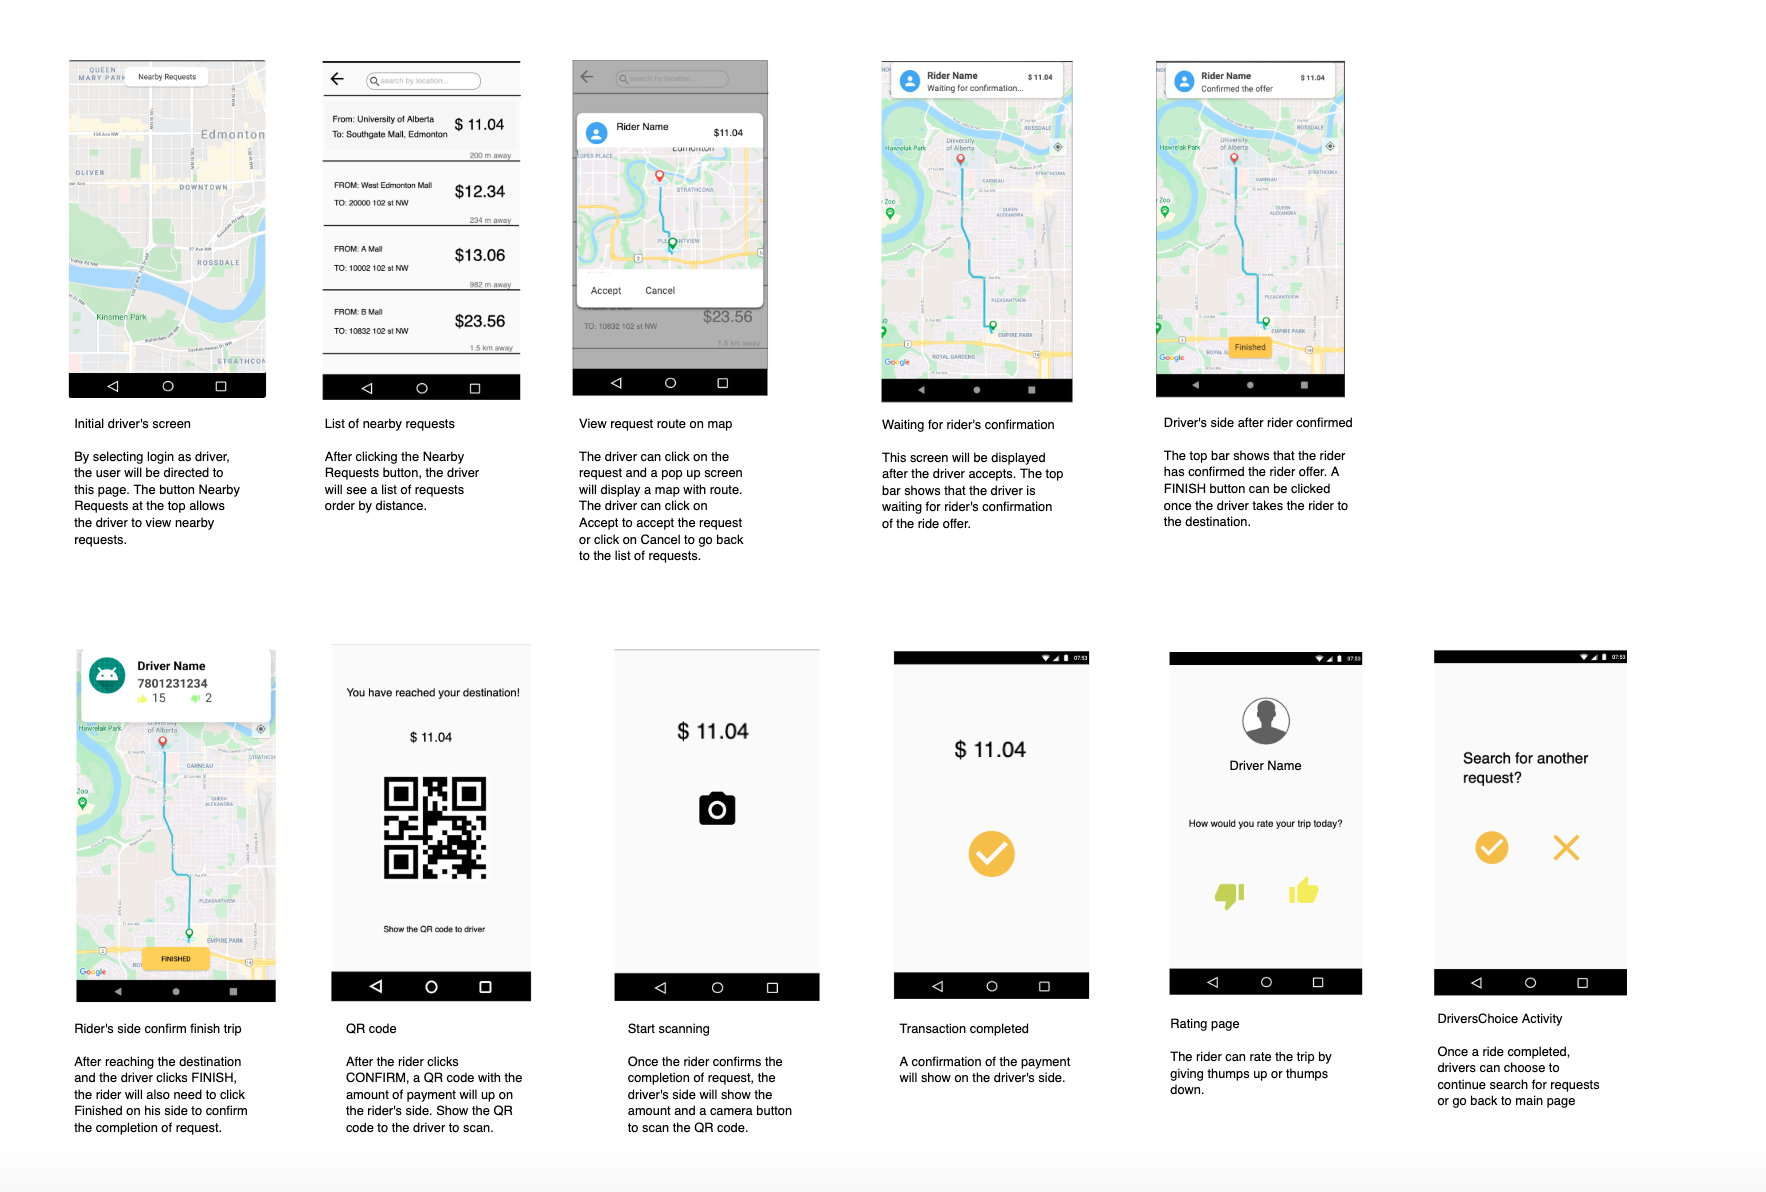 QUEEN
MARY PARK
Nearby Requests
Edmonton
OLIVER
DOWNTOWN
ROSSDALE
Kinsmen Park
STRATHCON
Initial driver's screen
By selecting login as driver,
the user will be directed to
this page. The button Nearby
Requests at the top allows
the driver to view nearby
requests.
search by location...
From: University of Alberta
To: Southgate Mall, Edmonton
$ 11.04
200 m away
FROM: West Edmonton Mall
TO: 20000 102 st NW
$12.34
234 m away
FROM: A Mall
TO: 10002 102 st NW
$13.06
982 m away
FROM: B Mall
TO: 10832 102 st NW
$23.56
1.5 km away
List of nearby requests
After clicking the Nearby
Requests button, the driver
will see a list of requests
order by distance.
search by location...
Rider Name
$11.04
Edmonton
STRATHCONA
PLEASANTVIEW
Accept
Cancel
TO: 10832 102 st NW
$23.56
1.5 km away
View request route on map
The driver can click on the
request and a pop up screen
will display a map with route.
The driver can click on
Accept to accept the request
or click on Cancel to go back
to the list of requests.
Rider Name
$ 11.04
Waiting for confirmation...
ROSSDALE
University
of Alberta
Hawrelak Park
GARNEAU
STRATHCONA
Zoo
QUEEN
ALEXANDRA
PLEASANTVIEW
EMPIRE PARK
ROYAL GARDENS
Google
Waiting for rider's confirmation
This screen will be displayed
after the driver accepts. The top
bar shows that the driver is
waiting for rider's confirmation
of the ride offer.
Rider Name
$ 11.04
Confirmed the offer
ROSSDALE
University
of Alberta
Hawrelak Park
GARNEAU
STRATHCONA
Zoo
QUEEN
ALEXANDRA
PLEASANTVIEW
EMPIRE PARK
ROYAL G
Finished
Google
Driver's side after rider confirmed
The top bar shows that the rider
has confirmed the rider offer. A
FINISH button can be clicked
once the driver takes the rider to
the destination.
Driver Name
7801231234
15
2
University
of Alberta
Hawrelak Park
GARNEAU
STRATHCON
Zoo
QUEEN
ALEXANDRA
PLEASANTVIEW
EMPIRE PARK
FINISHED
Google
Rider's side confirm finish trip
After reaching the destination
and the driver clicks FINISH,
the rider will also need to click
Finished on his side to confirm
the completion of request.
You have reached your destination!
$ 11.04
Show the QR code to driver
QR code
After the rider clicks
CONFIRM, a QR code with the
amount of payment will up on
the rider's side. Show the QR
code to the driver to scan.
$ 11.04
Start scanning
Once the rider confirms the
completion of request, the
driver's side will show the
amount and a camera button
to scan the QR code.
07:53
$ 11.04
Transaction completed
A confirmation of the payment
will show on the driver's side.
07:53
Driver Name
How would you rate your trip today?
Rating page
The rider can rate the trip by
giving thumps up or thumps
down.
07:53
Search for another
request?
DriversChoice Activity
Once a ride completed,
drivers can choose to
continue search for requests
or go back to main page